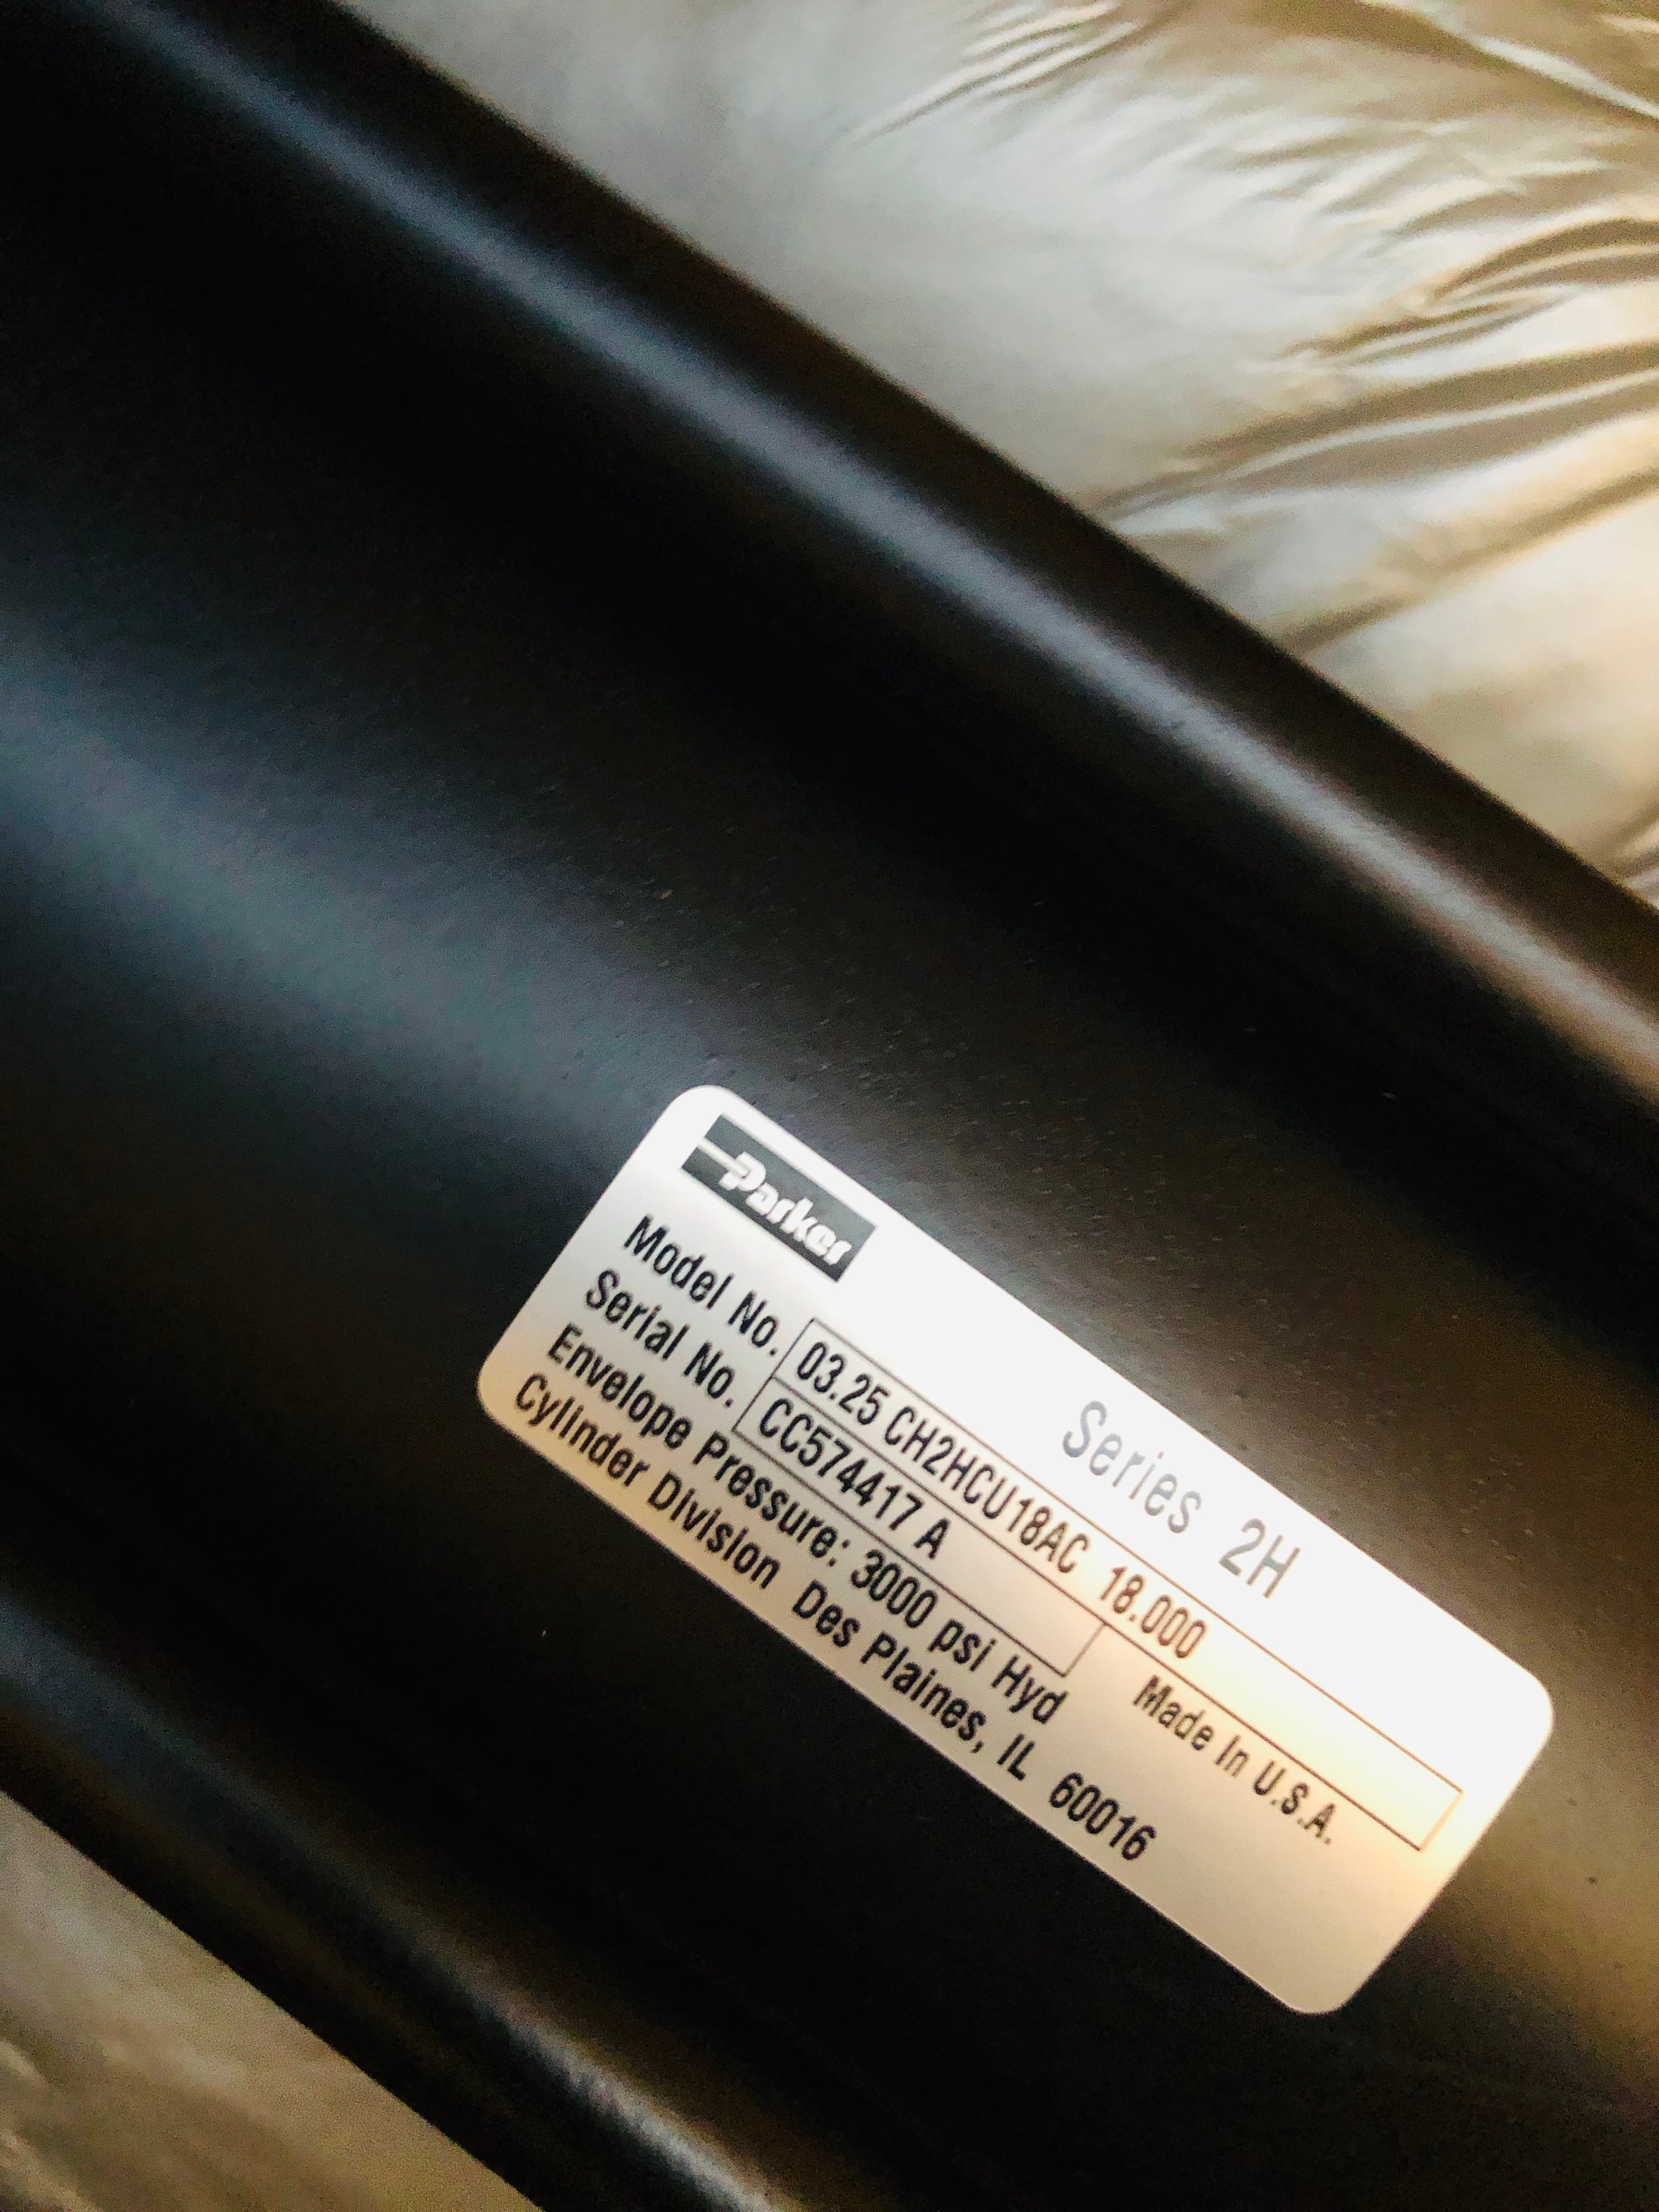 Parker
Series 2H
Model No. 03.25 CH2HCU18AC 18.000
Serial No. CC574417 A
Made In U.S.A.
Envelope Pressure: 3000 psi Hyd
Cylinder Division Des Plaines, IL 60016